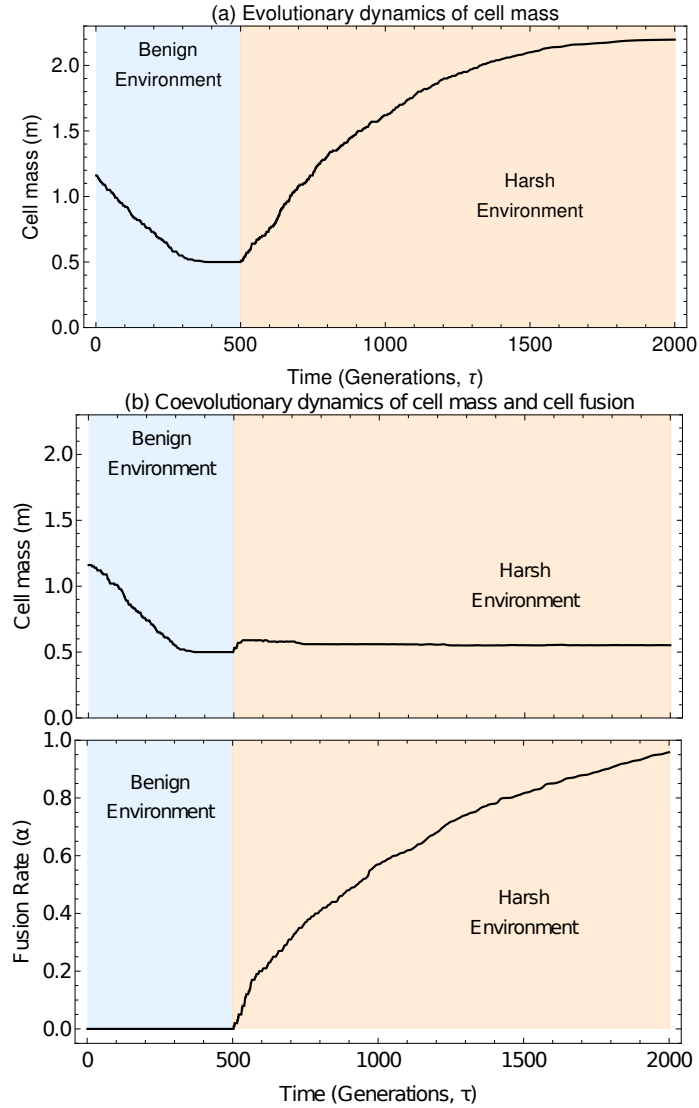 (a) Evolutionary dynamics of cell mass
Benign
Environment
Harsh
Environment
Cell mass (m)
2.0
1.5
1.0
0.5
0.0
0 500 1000 1500 2000
Time (Generations, τ)
(b) Coevolutionary dynamics of cell mass and cell fusion
Benign
Environment
Harsh
Environment
Cell mass (m)
2.0
1.5
1.0
0.5
0.0
Benign
Environment
Harsh
Environment
Fusion Rate (α)
1.0
0.8
0.6
0.4
0.2
0.0
0 500 1000 1500 2000
Time (Generations, τ)